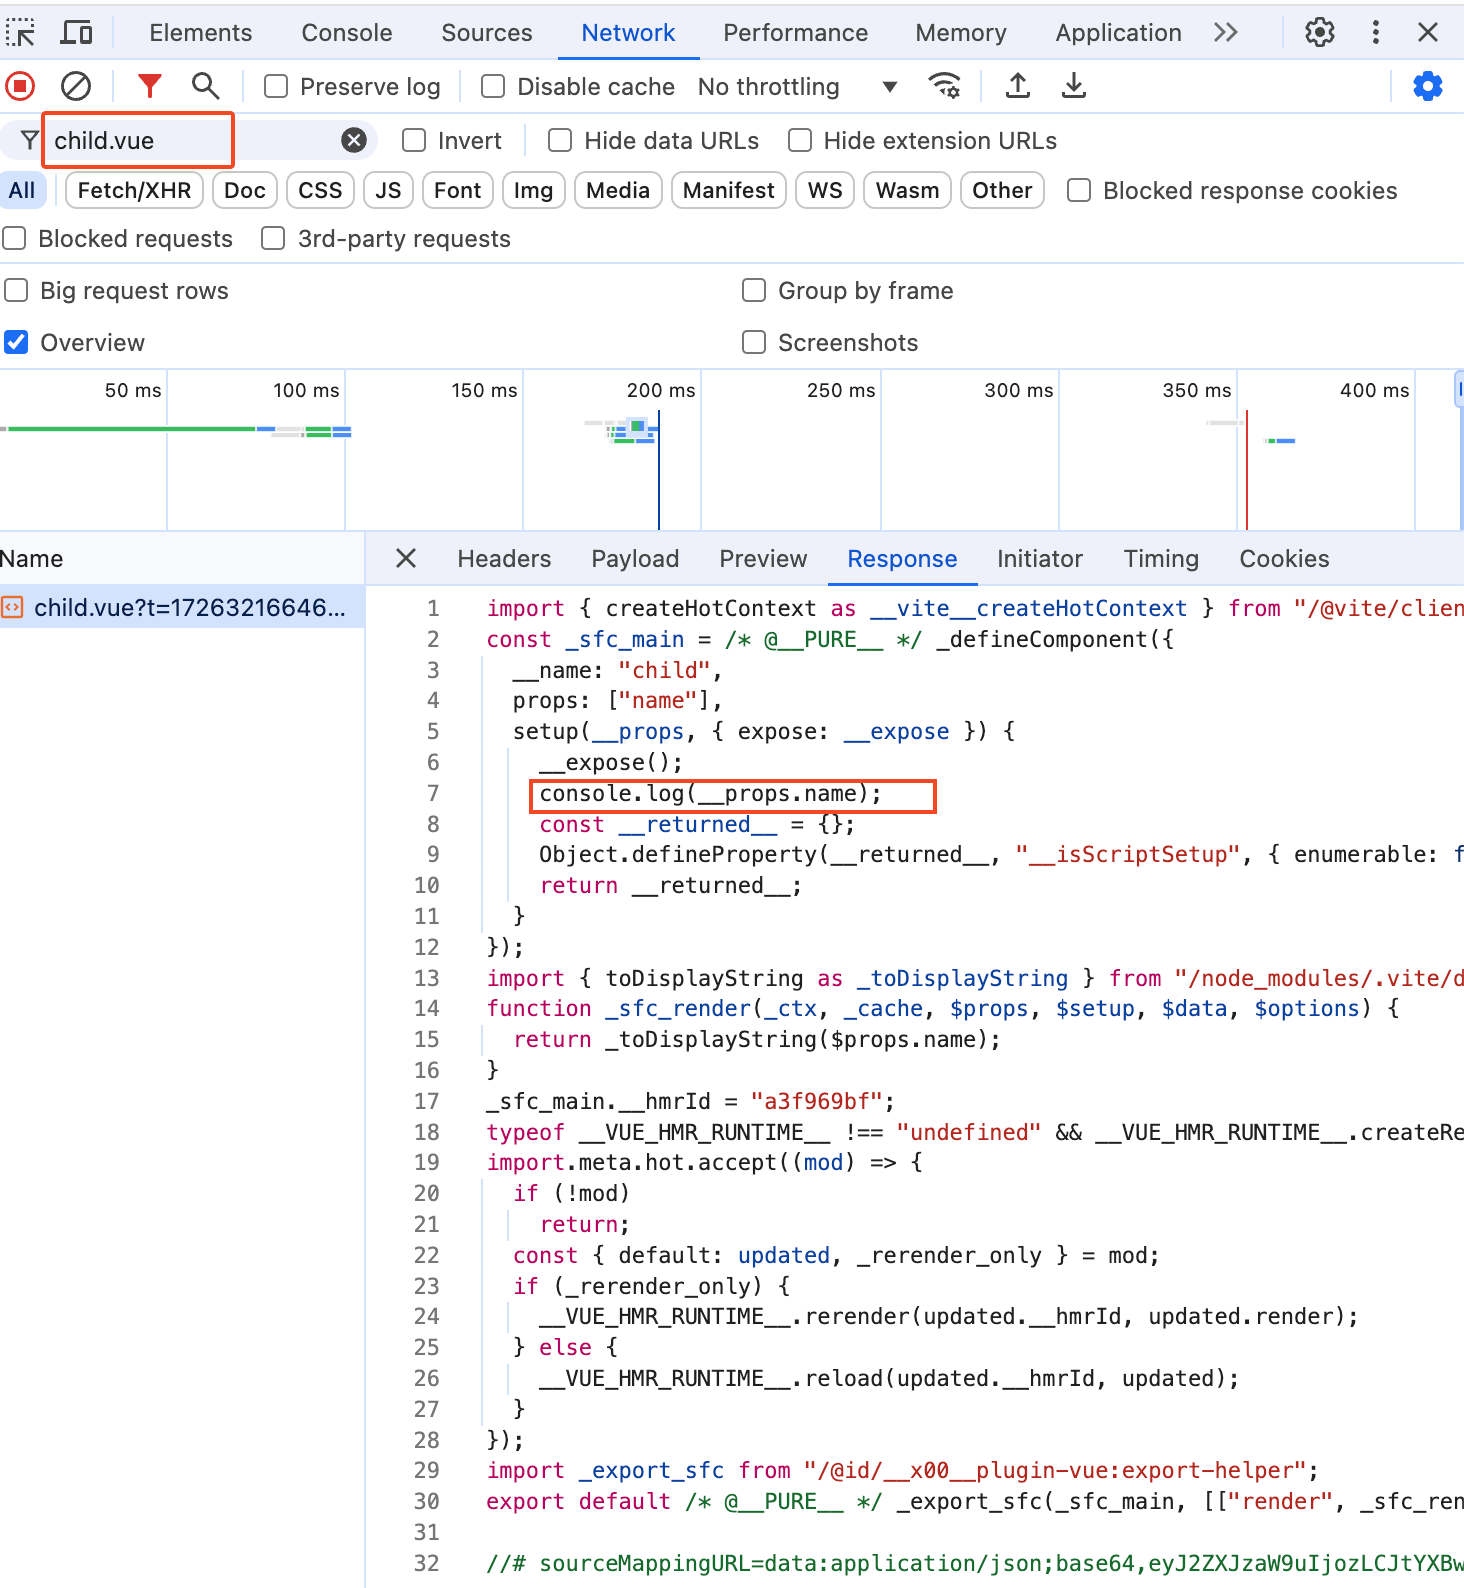 Elements Console Sources Network Performance Memory Application
Preserve log Disable cache No throttling
child.vue Invert Hide data URLs Hide extension URLs
All Fetch/XHR Doc CSS JS Font Img Media Manifest WS Wasm Other Blocked response cookies
Blocked requests 3rd-party requests
Big request rows Group by frame
Overview Screenshots
50 ms 100 ms 150 ms 200 ms 250 ms 300 ms 350 ms 400 ms
Name Headers Payload Preview Response Initiator Timing Cookies
child.vue?t=17263216646...
1 import { createHotContext as __vite__createHotContext } from "/@vite/clien
2 const _sfc_main = /* @__PURE__ */ _defineComponent({
3 __name: "child",
4 props: ["name"],
5 setup(__props, { expose: __expose }) {
6 __expose();
7 console.log(__props.name);
8 const __returned__ = {};
9 Object.defineProperty(__returned__, "__isScriptSetup", { enumerable: f
10 return __returned__;
11 }
12 });
13 import { toDisplayString as _toDisplayString } from "/node_modules/.vite/d
14 function _sfc_render(_ctx, _cache, $props, $setup, $data, $options) {
15 return _toDisplayString($props.name);
16 }
17 _sfc_main.__hmrId = "a3f969bf";
18 typeof __VUE_HMR_RUNTIME__ !== "undefined" && __VUE_HMR_RUNTIME__.createRe
19 import.meta.hot.accept((mod) => {
20 if (!mod)
21 return;
22 const { default: updated, _rerender_only } = mod;
23 if (_rerender_only) {
24 __VUE_HMR_RUNTIME__.rerender(updated.__hmrId, updated.render);
25 } else {
26 __VUE_HMR_RUNTIME__.reload(updated.__hmrId, updated);
27 }
28 });
29 import _export_sfc from "/@id/__x00__plugin-vue:export-helper";
30 export default /* @__PURE__ */ _export_sfc(_sfc_main, [["render", _sfc_ren
31
32 //# sourceMappingURL=data:application/json;base64,eyJ2ZXJzaW9uIjozLCJtYXBw